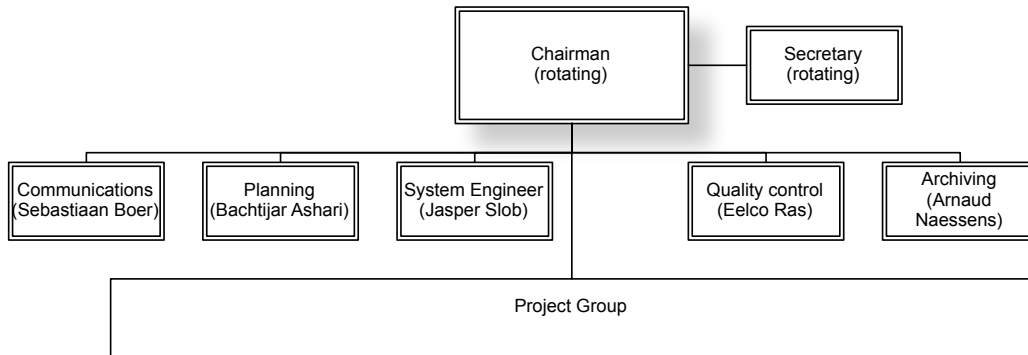 Chairman
(rotating)
Secretary
(rotating)
Communications
(Sebastiaan Boer)
Planning
(Bachtijar Ashari)
System Engineer
(Jasper Slob)
Quality control
(Eelco Ras)
Archiving
(Arnaud
Naessens)
Project Group